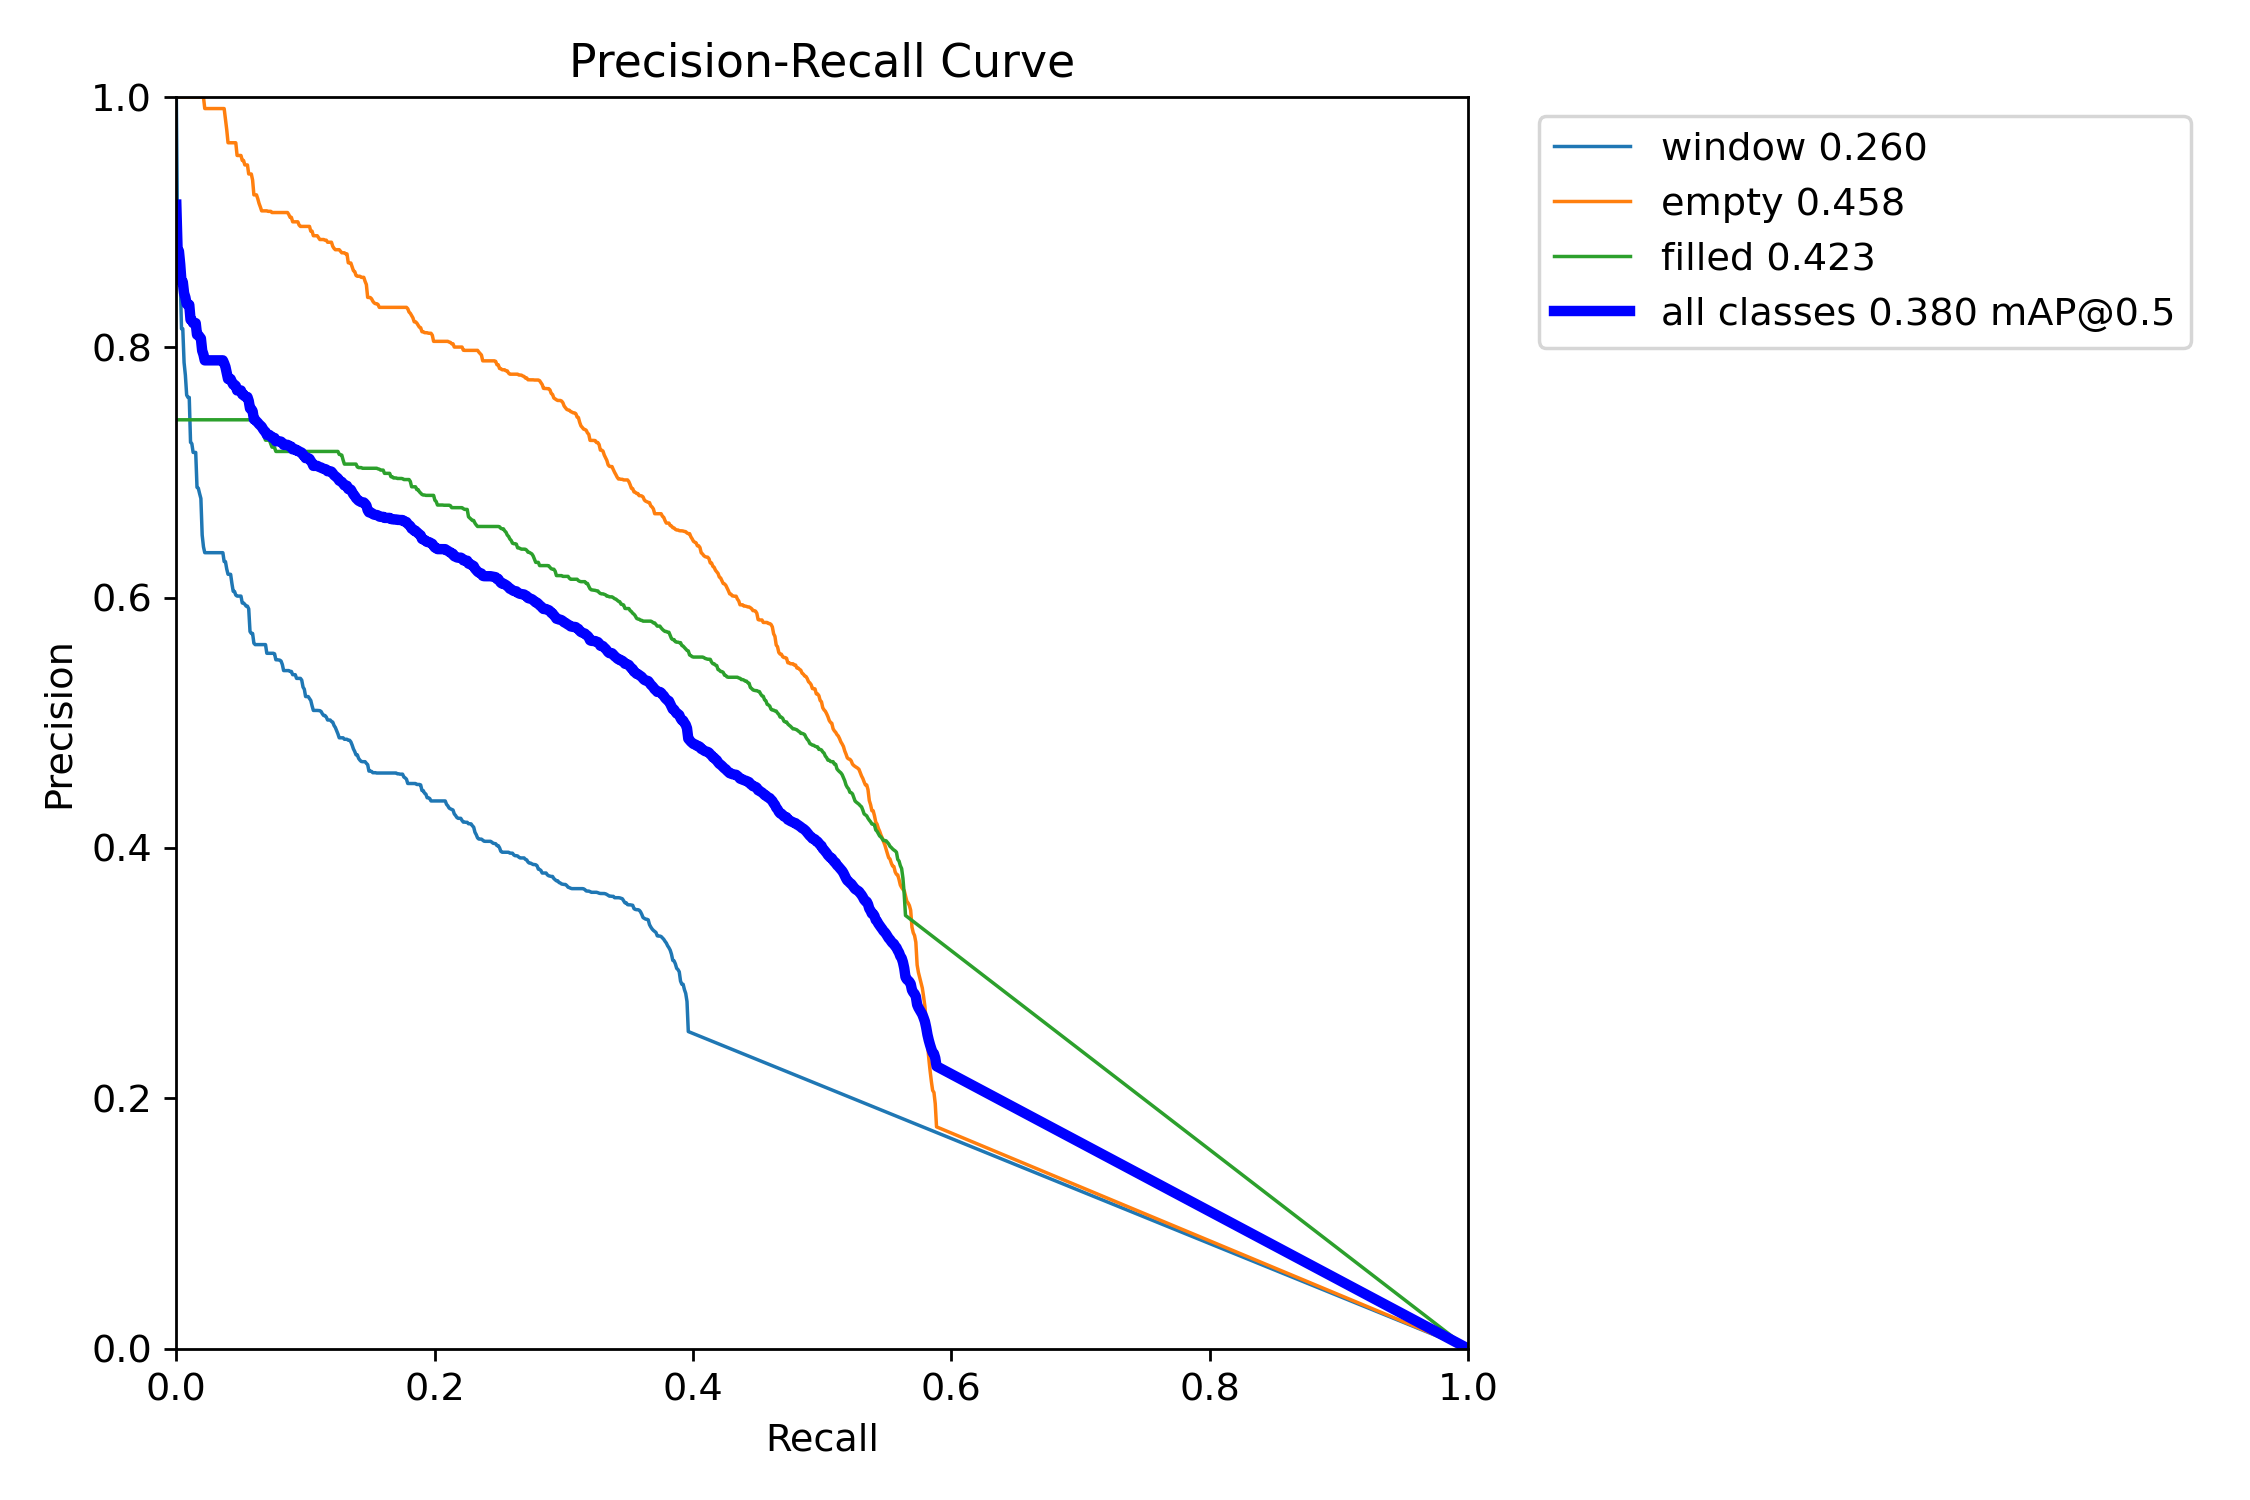 Precision-Recall Curve
1.0
0.8
0.6
0.4
0.2
0.0
Precision
0.0 0.2 0.4 0.6 0.8 1.0
Recall
window 0.260
empty 0.458
filled 0.423
all classes 0.380 mAP@0.5